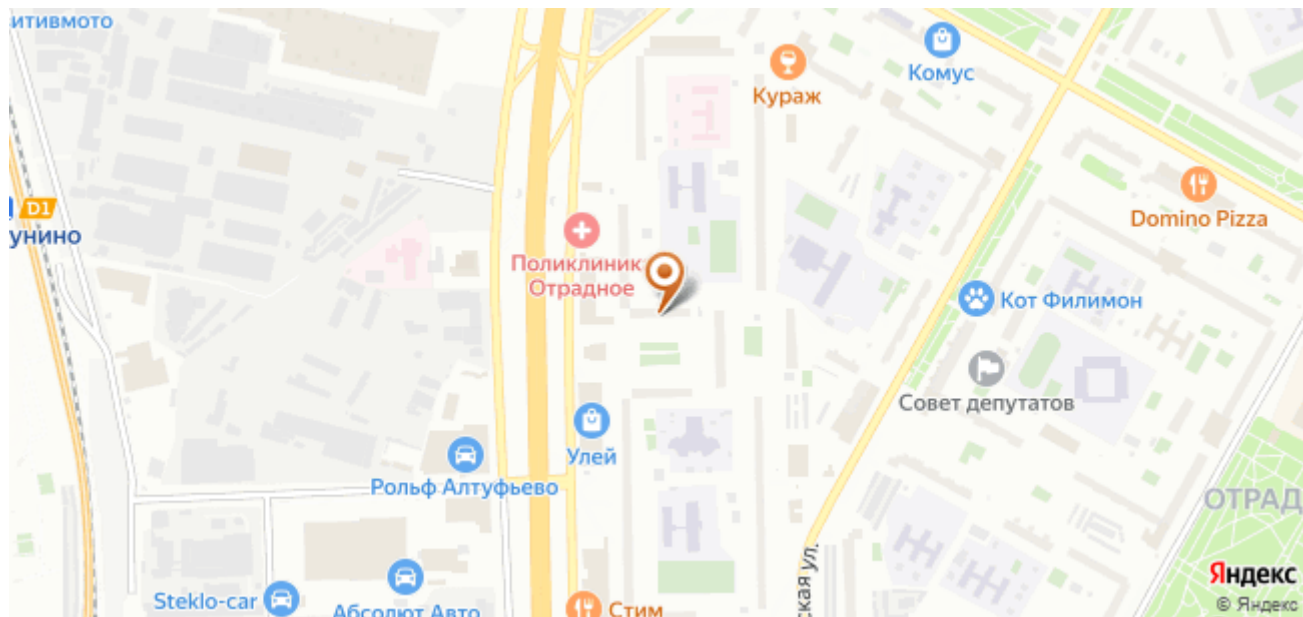 итивмото
Комус
Кураж
D1
унино
Domino Pizza
Поликлиник
Отрадное
Кот Филимон
Совет депутатов
Улей
Рольф Алтуфьево
ОТРАД
ская ул.
Steklo-car
Абсолют Авто
Стим
Яндекс
© Яндекс